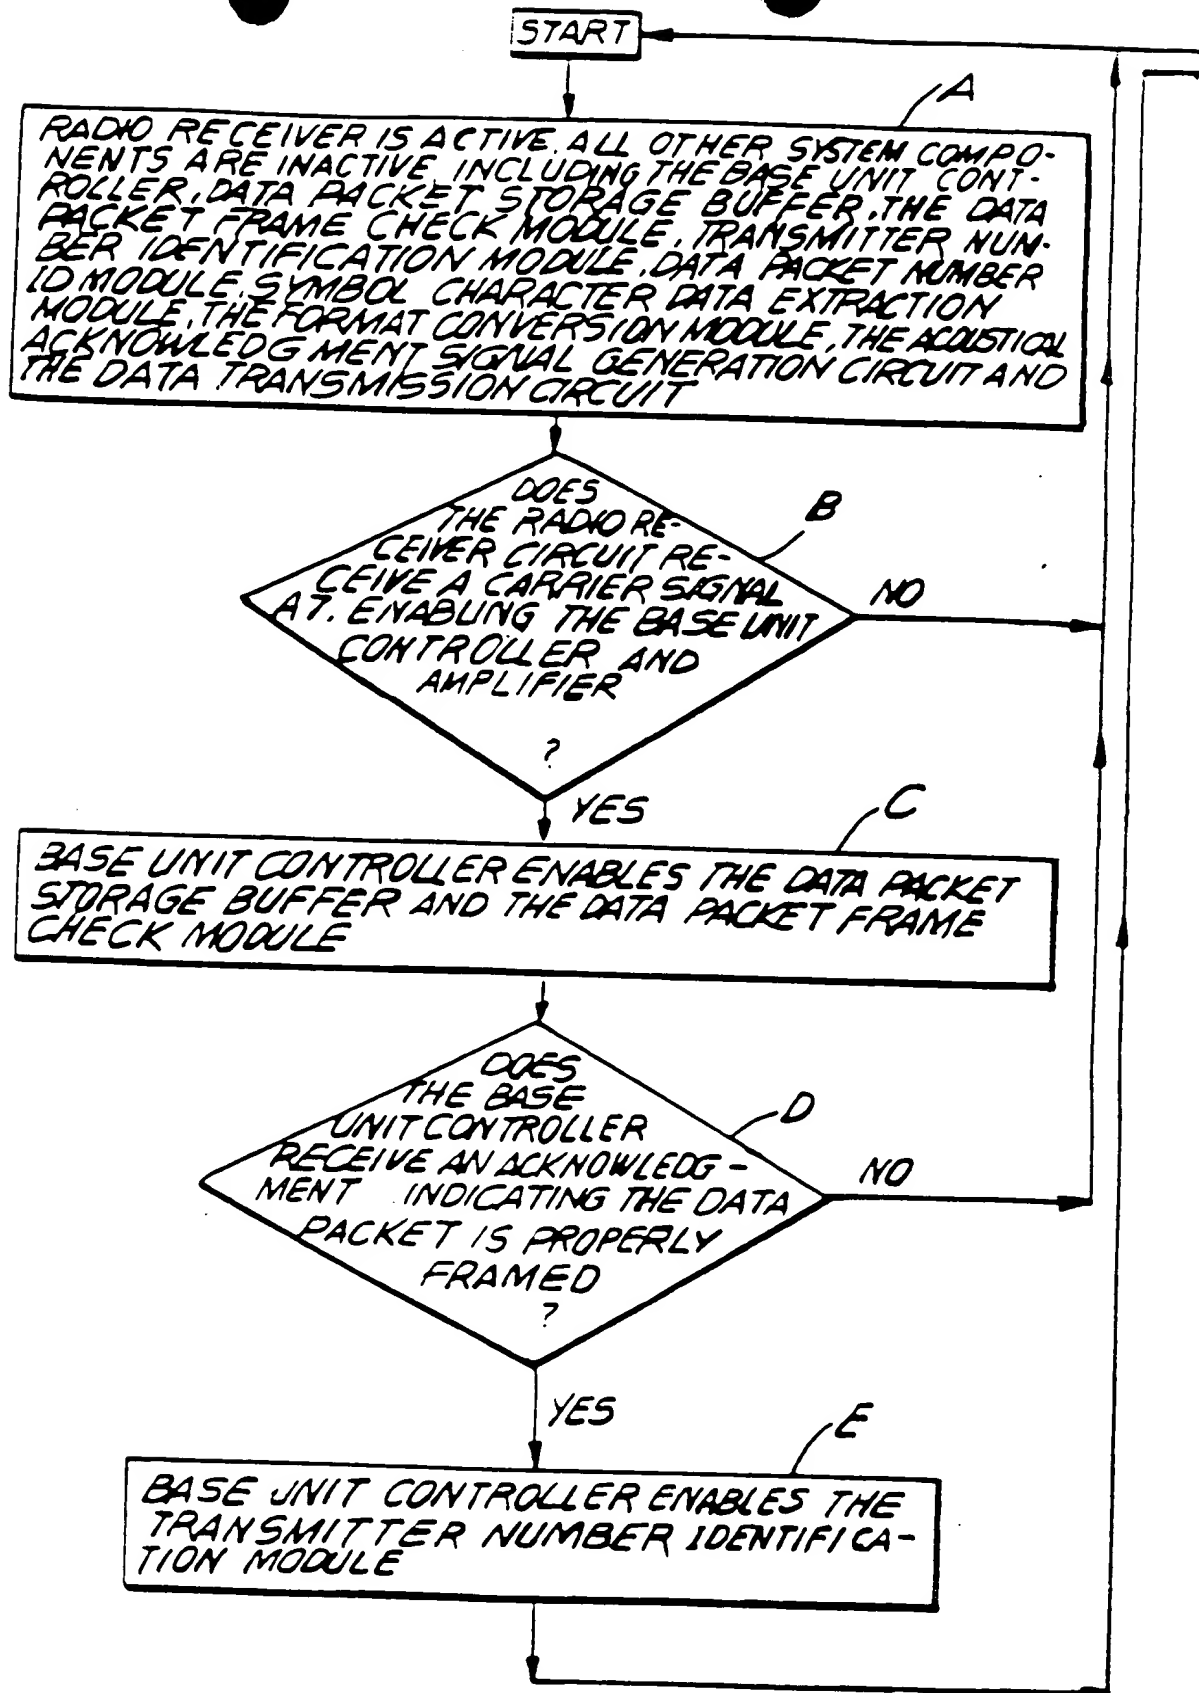 START
A
RADIO RECEIVER IS ACTIVE. ALL OTHER SYSTEM COMPO-
NENTS ARE INACTIVE, INCLUDING THE BASE UNIT CONT-
ROLLER, DATA PACKET STORAGE BUFFER, THE DATA
PACKET FRAME CHECK MODULE, TRANSMITTER NUM-
BER IDENTIFICATION MODULE, DATA PACKET NUMBER
ID MODULE, SYMBOL CHARACTER DATA EXTRACTION
MODULE, THE FORMAT CONVERSION MODULE, THE ACOUSTICAL
ACKNOWLEDGMENT SIGNAL GENERATION CIRCUIT AND
THE DATA TRANSMISSION CIRCUIT
B
DOES
THE RADIO RE-
CEIVER CIRCUIT RE-
CEIVE A CARRIER SIGNAL
AT. ENABLING THE BASE UNIT
CONTROLLER AND
AMPLIFIER
?
NO
YES
C
BASE UNIT CONTROLLER ENABLES THE DATA PACKET
STORAGE BUFFER AND THE DATA PACKET FRAME
CHECK MODULE
D
DOES
THE BASE
UNIT CONTROLLER
RECEIVE AN ACKNOWLEDG-
MENT INDICATING THE DATA
PACKET IS PROPERLY
FRAMED
?
NO
YES
E
BASE UNIT CONTROLLER ENABLES THE
TRANSMITTER NUMBER IDENTIFICA-
TION MODULE